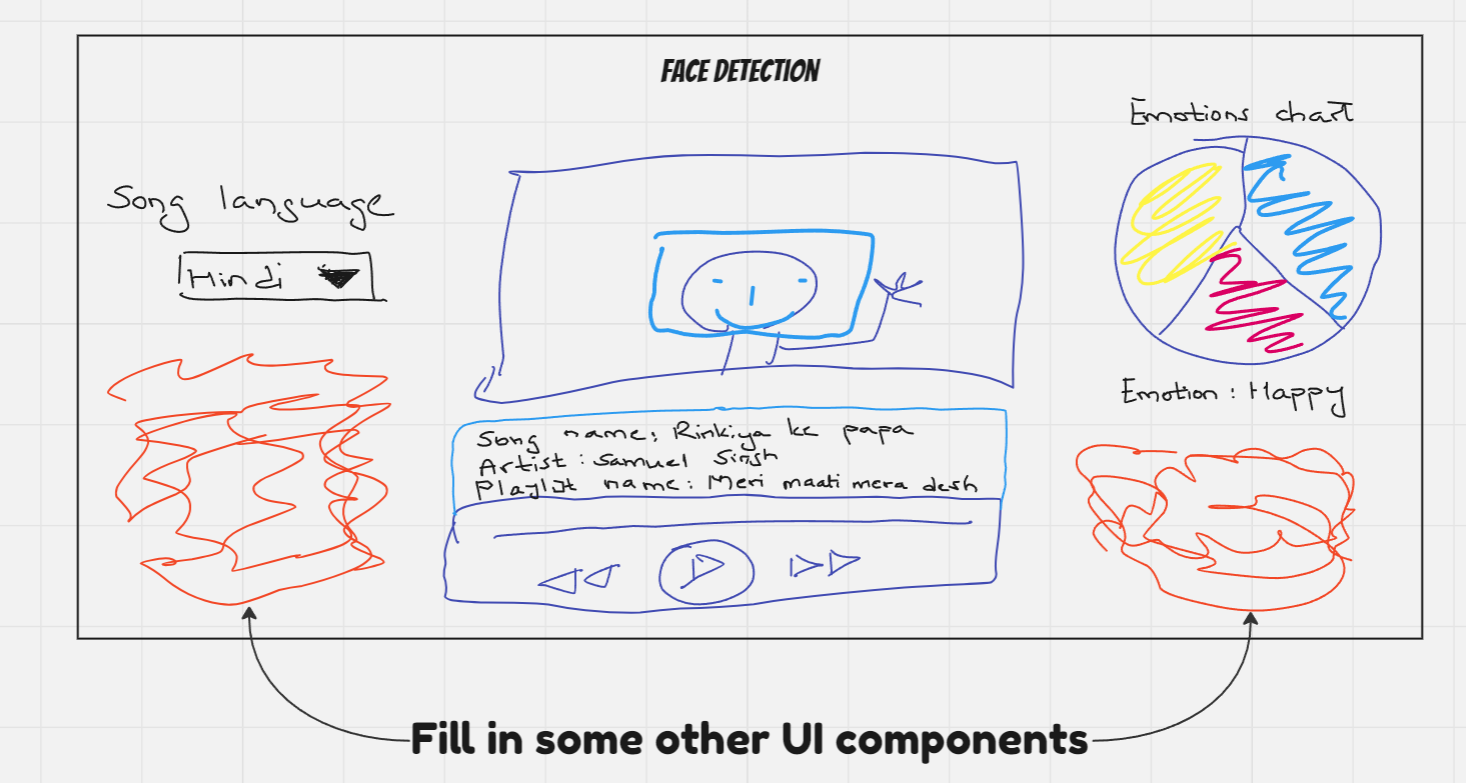 FACE DETECTION
Song language
Hindi
Song name: Rinkiya ke papa
Artist: Samuel Singh
Playlist name: Meri maati mera desh
Emotions chart
Emotion: Happy
Fill in some other UI components